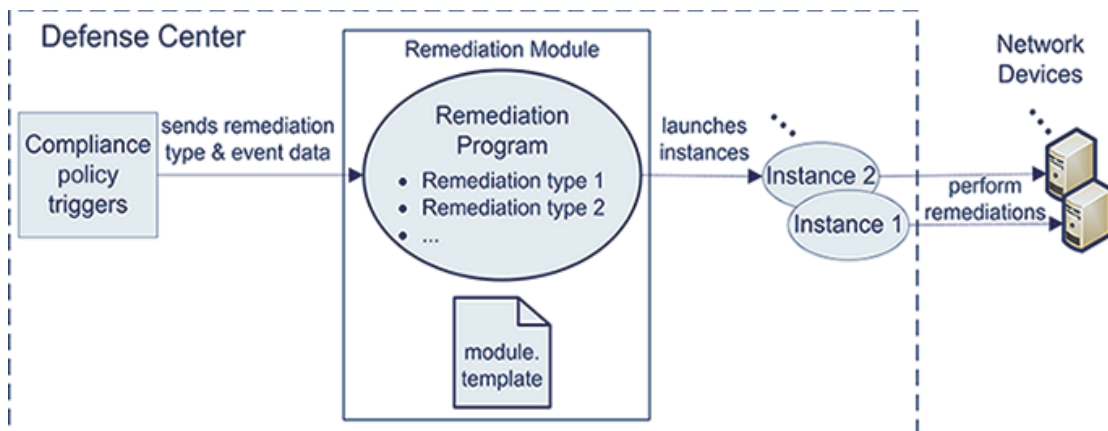 Defense Center
Remediation Module
Network
Devices
Compliance
policy
triggers
sends remediation
type & event data
Remediation
Program
• Remediation type 1
• Remediation type 2
• ...
launches
instances
Instance 2
Instance 1
perform
remediations
module.
template